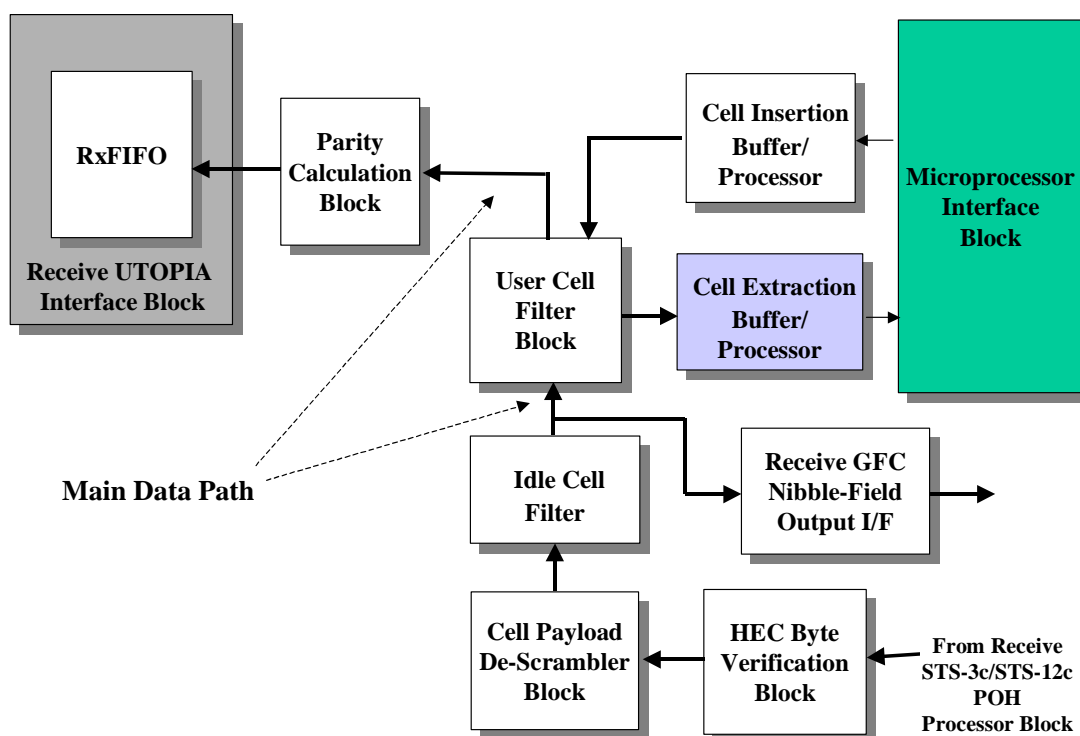 RxFIFO
Receive UTOPIA
Interface Block
Parity
Calculation
Block
Cell Insertion
Buffer/
Processor
Microprocessor
Interface
Block
User Cell
Filter
Block
Cell Extraction
Buffer/
Processor
Main Data Path
Idle Cell
Filter
Receive GFC
Nibble-Field
Output I/F
Cell Payload
De-Scrambler
Block
HEC Byte
Verification
Block
From Receive
STS-3c/STS-12c
POH
Processor Block